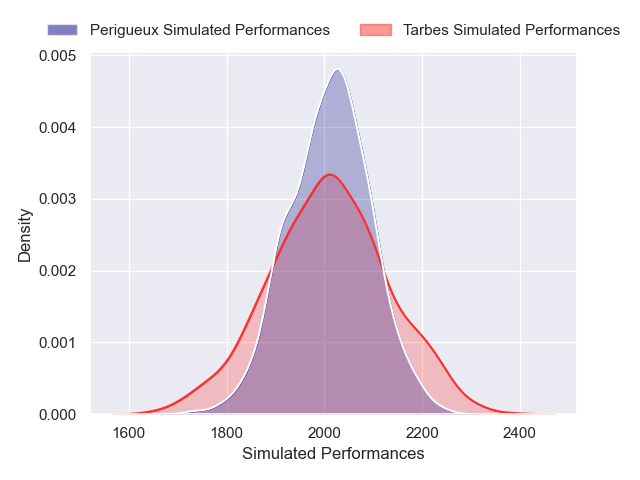 Perigueux Simulated Performances Tarbes Simulated Performances
0.005
0.004
0.003
0.002
0.001
0.000
Density
1600 1800 2000 2200 2400
Simulated Performances